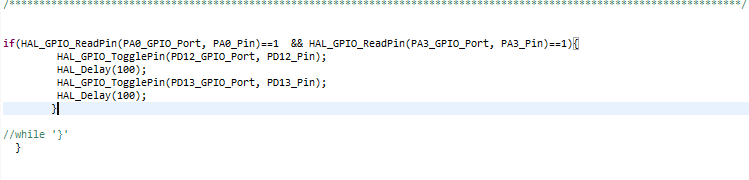 /***********************************************************************************************************************/
if(HAL_GPIO_ReadPin(PA0_GPIO_Port, PA0_Pin)==1  && HAL_GPIO_ReadPin(PA3_GPIO_Port, PA3_Pin)==1){
HAL_GPIO_TogglePin(PD12_GPIO_Port, PD12_Pin);
HAL_Delay(100);
HAL_GPIO_TogglePin(PD13_GPIO_Port, PD13_Pin);
HAL_Delay(100);
}
//while '}'
}